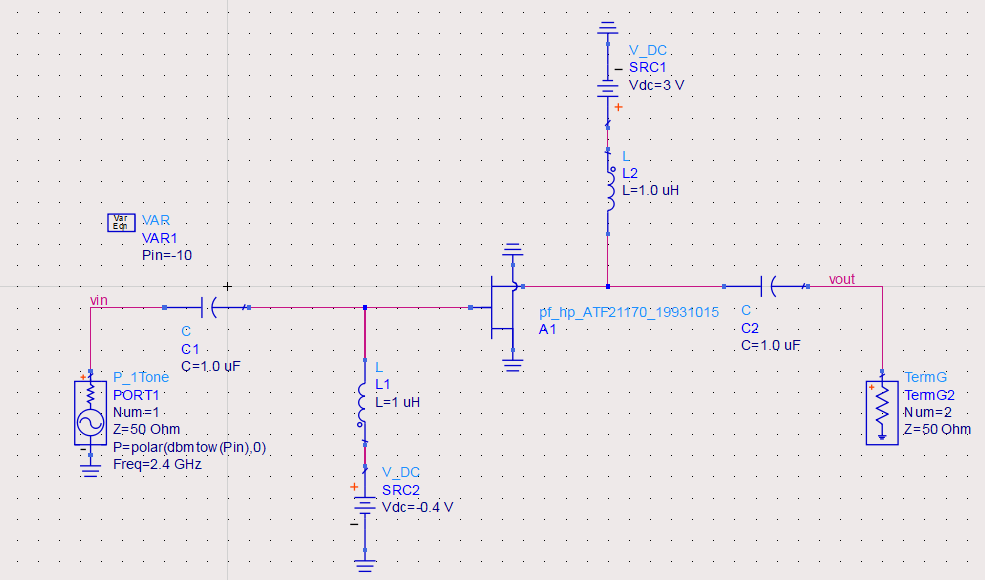 V_DC
SRC1
Vdc=3 V
L
L2
L=1.0 uH
Var
Eqn
VAR
VAR1
Pin=-10
vin
vout
C
C1
C=1.0 uF
pf_hp_ATF21170_19931015
A1
C
C2
C=1.0 uF
P_1Tone
PORT1
Num=1
Z=50 Ohm
P=polar(dbmtow(Pin),0)
Freq=2.4 GHz
L
L1
L=1 uH
TermG
TermG2
Num=2
Z=50 Ohm
V_DC
SRC2
Vdc=-0.4 V